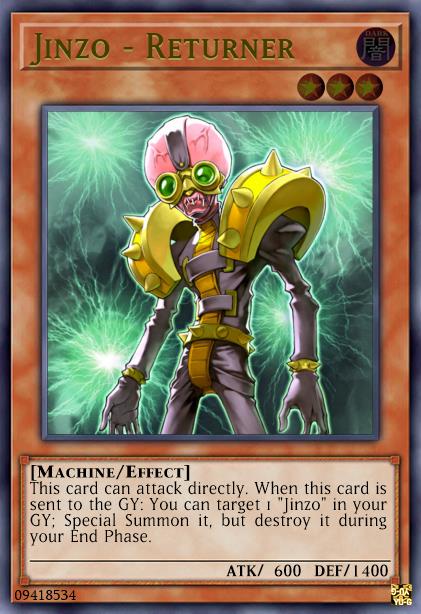 Jinzo - Returner
DARK
闇
[Machine/Effect]
This card can attack directly. When this card is
sent to the GY: You can target 1 "Jinzo" in your
GY; Special Summon it, but destroy it during
your End Phase.
ATK/ 600 DEF/1400
09418534